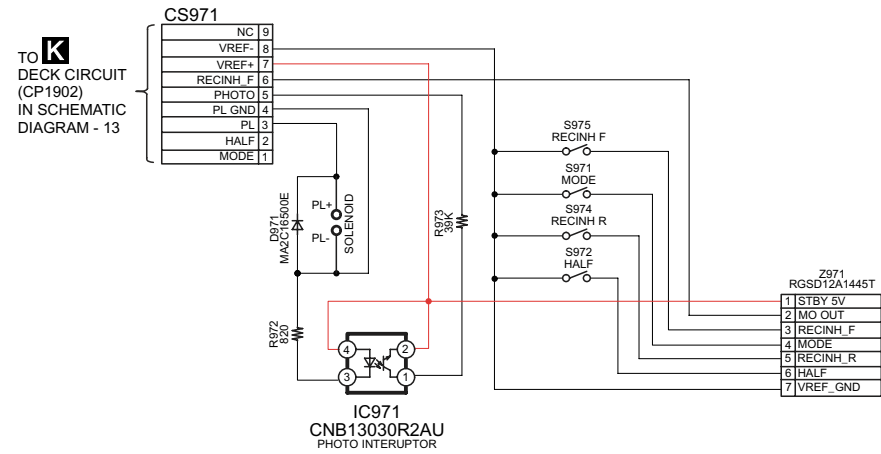 CS971
NC 9
VREF- 8
VREF+ 7
RECINH_F 6
PHOTO 5
PL GND 4
PL 3
HALF 2
MODE 1
TO K
DECK CIRCUIT
(CP1902)
IN SCHEMATIC
DIAGRAM - 13
S975
RECINH F
S971
MODE
S974
RECINH R
S972
HALF
D971
MA2C16500E
PL+
PL-
SOLENOID
R973
39K
R972
820
4
2
3
1
IC971
CNB13030R2AU
PHOTO INTERUPTOR
Z971
RGSD12A1445T
1 STBY 5V
2 MO OUT
3 RECINH_F
4 MODE
5 RECINH_R
6 HALF
7 VREF_GND